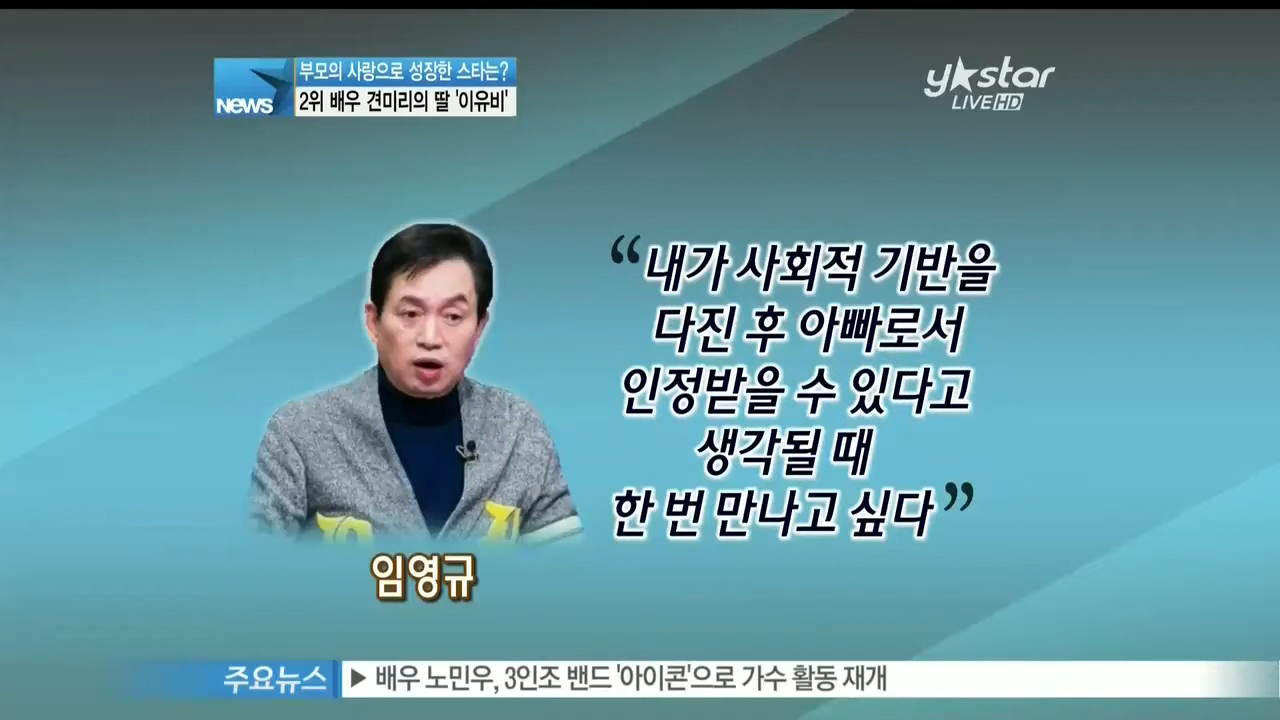 부모의 사랑으로 성장한 스타는?
NEWS
2위 배우 견미리의 딸 '이유비'
y★star
LIVE HD
“내가 사회적 기반을
다진 후 아빠로서
인정받을 수 있다고
생각될 때
한 번 만나고 싶다”
임영규
주요뉴스 ▶ 배우 노민우, 3인조 밴드 '아이콘'으로 가수 활동 재개